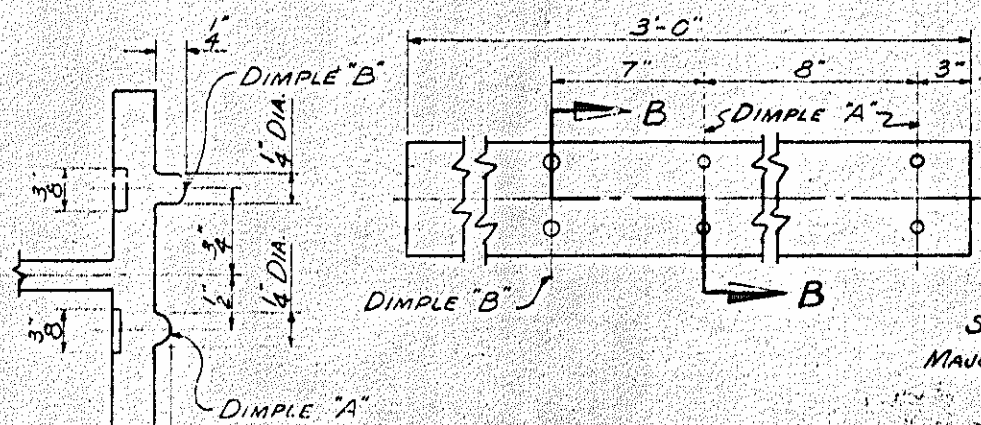 1/4"
DIMPLE "B"
1/4" DIA.
3/8
3/4"
1/2"
1/4" DIA
3/8"
DIMPLE "A"
3'-0"
7"
8"
3"
B
DIMPLE "A"
DIMPLE "B"
B